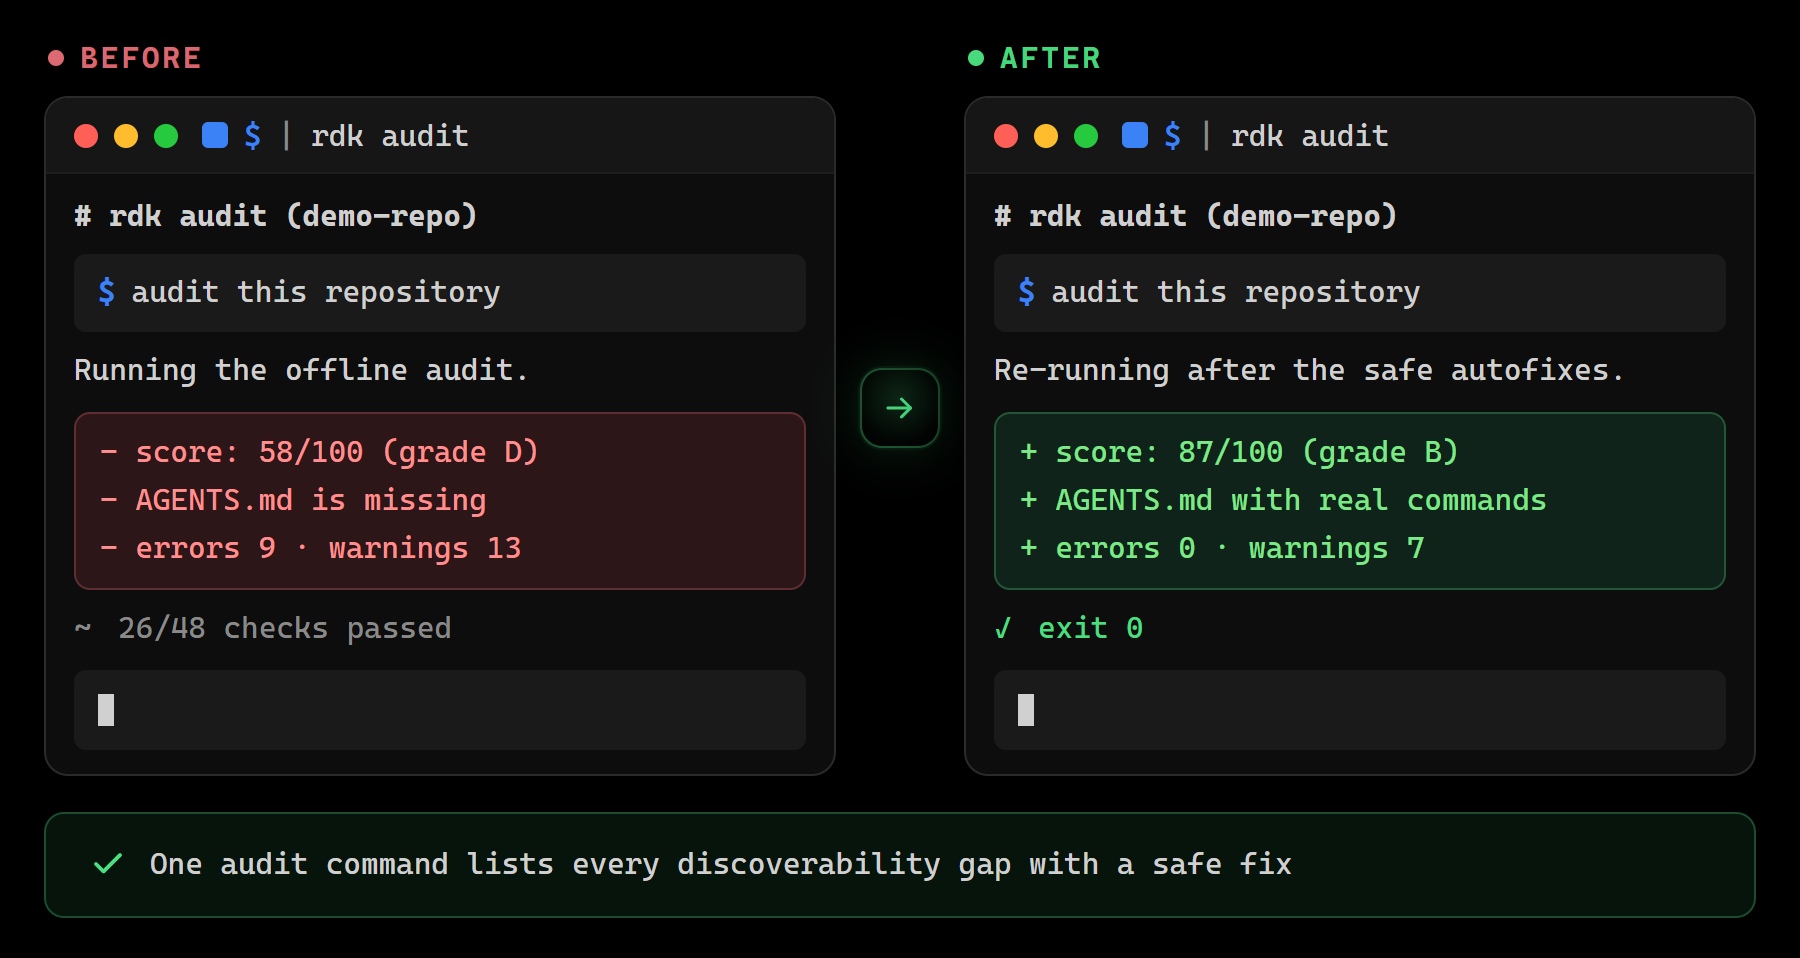 BEFORE
$ | rdk audit
# rdk audit (demo-repo)
$ audit this repository
Running the offline audit.
- score: 58/100 (grade D)
- AGENTS.md is missing
- errors 9 · warnings 13
~ 26/48 checks passed
→
AFTER
$ | rdk audit
# rdk audit (demo-repo)
$ audit this repository
Re-running after the safe autofixes.
+ score: 87/100 (grade B)
+ AGENTS.md with real commands
+ errors 0 · warnings 7
✓ exit 0
✓ One audit command lists every discoverability gap with a safe fix